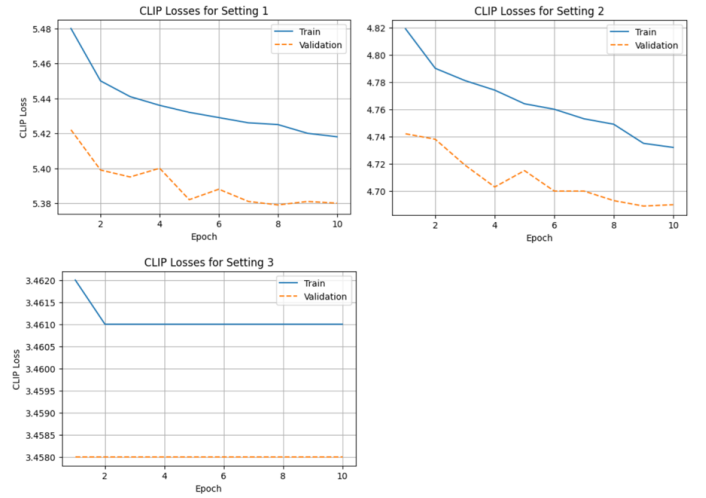 CLIP Losses for Setting 1
5.48
5.46
5.44
5.42
5.40
5.38
CLIP Loss
Train
Validation
2 4 6 8 10
Epoch
CLIP Losses for Setting 2
4.82
4.80
4.78
4.76
4.74
4.72
4.70
Train
Validation
2 4 6 8 10
Epoch
CLIP Losses for Setting 3
3.4620
3.4615
3.4610
3.4605
3.4600
3.4595
3.4590
3.4585
3.4580
CLIP Loss
Train
Validation
2 4 6 8 10
Epoch